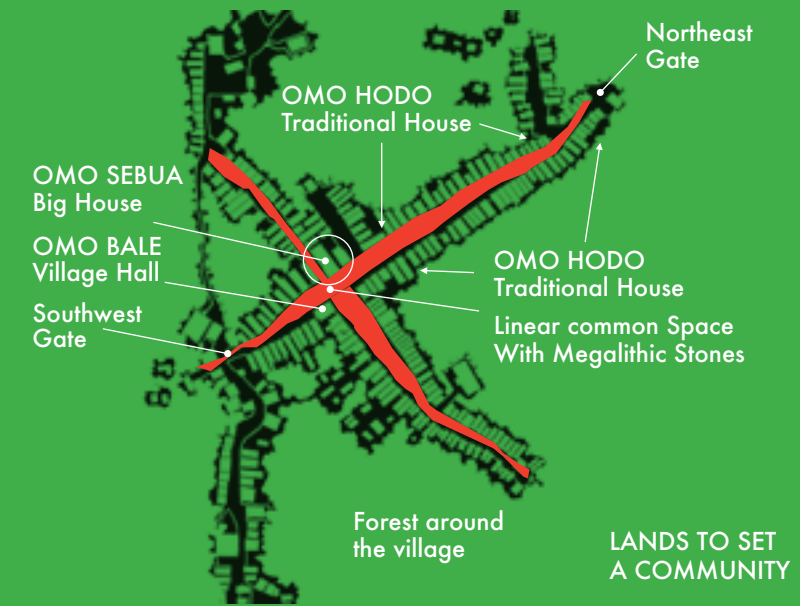 Northeast
Gate
OMO HODO
Traditional House
OMO SEBUA
Big House
OMO BALE
Village Hall
Southwest
Gate
OMO HODO
Traditional House
Linear common Space
With Megalithic Stones
Forest around
the village
LANDS TO SET
A COMMUNITY